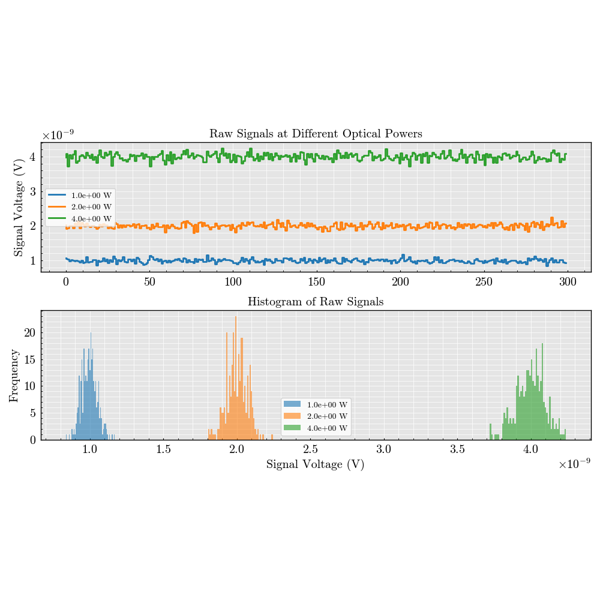 Raw Signals at Different Optical Powers
×10⁻⁹
Signal Voltage (V)
4
3
2
1
1.0e+00 W
2.0e+00 W
4.0e+00 W
0 50 100 150 200 250 300
Histogram of Raw Signals
Frequency
20
15
10
5
0
1.0e+00 W
2.0e+00 W
4.0e+00 W
1.0 1.5 2.0 2.5 3.0 3.5 4.0
Signal Voltage (V)
×10⁻⁹